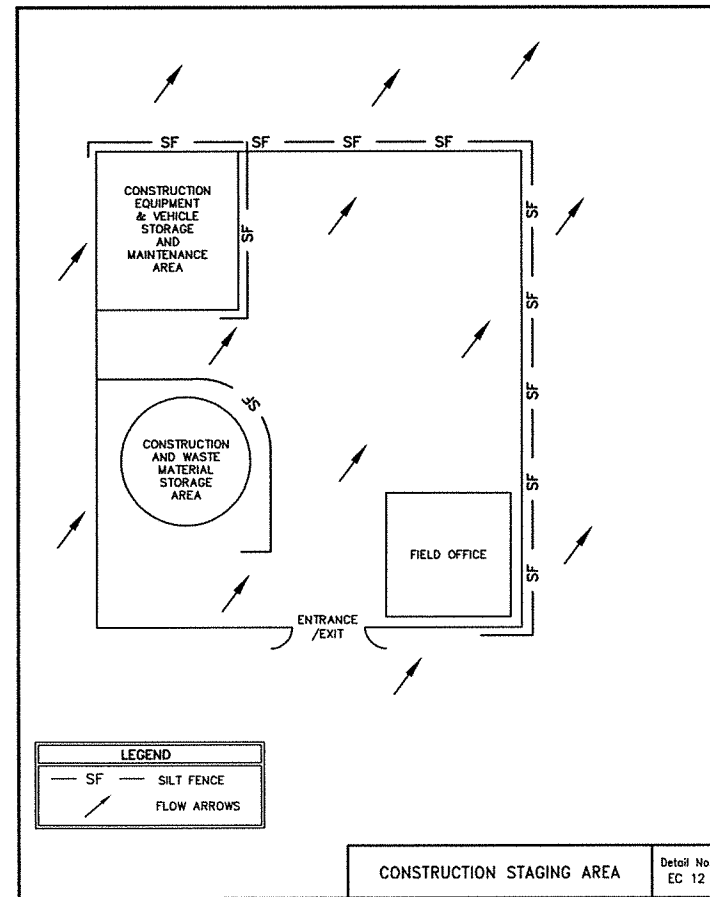 SF SF SF SF
CONSTRUCTION
EQUIPMENT
& VEHICLE
STORAGE
AND
MAINTENANCE
AREA
SF
SF
SF
SF
SF
CONSTRUCTION
AND WASTE
MATERIAL
STORAGE
AREA
SF
SF
FIELD OFFICE
SF
ENTRANCE
/EXIT
LEGEND
SF SILT FENCE
FLOW ARROWS
CONSTRUCTION STAGING AREA
Detail No
EC 12